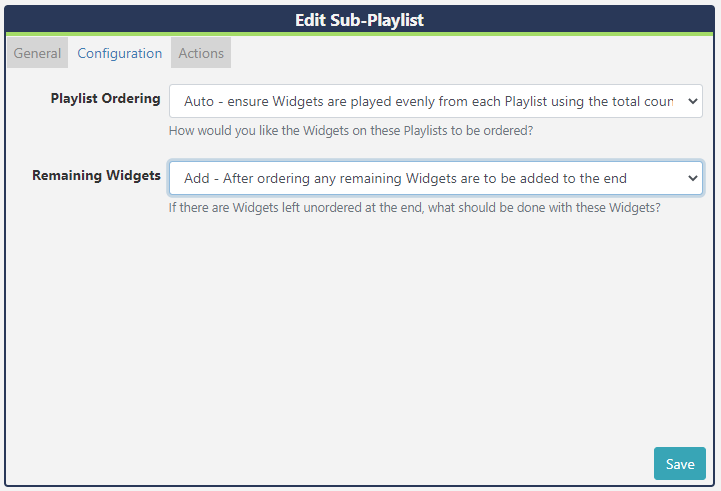 Edit Sub-Playlist
General Configuration Actions
Playlist Ordering Auto - ensure Widgets are played evenly from each Playlist using the total coun
How would you like the Widgets on these Playlists to be ordered?
Remaining Widgets Add - After ordering any remaining Widgets are to be added to the end
If there are Widgets left unordered at the end, what should be done with these Widgets?
Save